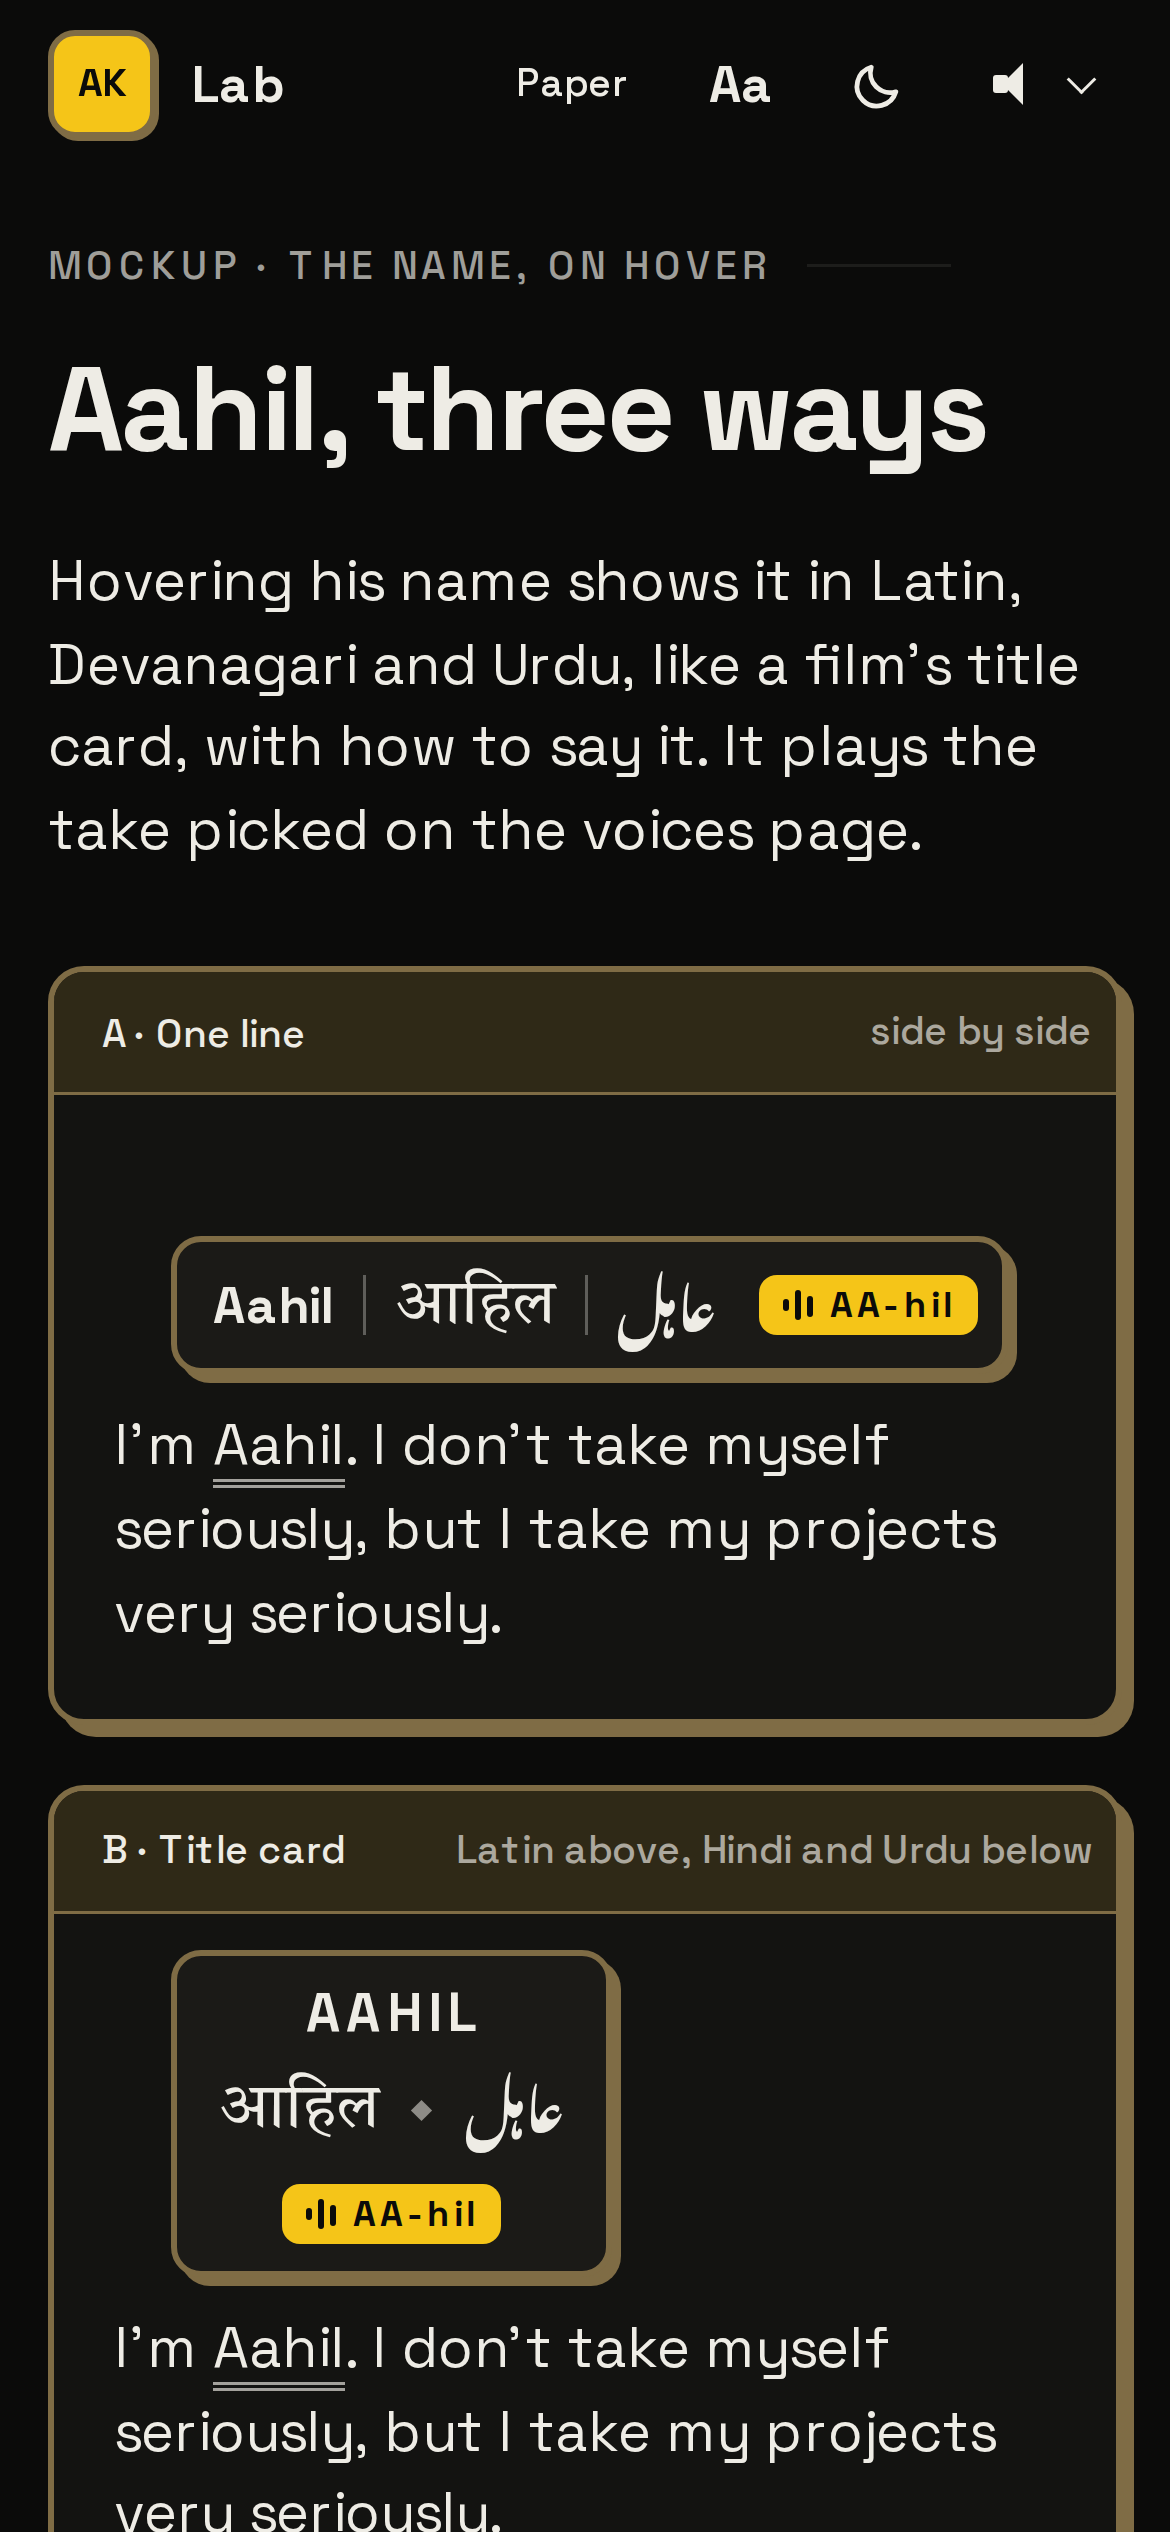 AK Lab Paper Aa
MOCKUP · THE NAME, ON HOVER
Aahil, three ways
Hovering his name shows it in Latin,
Devanagari and Urdu, like a film’s title
card, with how to say it. It plays the
take picked on the voices page.
A · One line side by side
Aahil आहिल عاہل AA-hil
I’m Aahil. I don’t take myself
seriously, but I take my projects
very seriously.
B · Title card Latin above, Hindi and Urdu below
AAHIL
आहिल ◆ عاہل
AA-hil
I’m Aahil. I don’t take myself
seriously, but I take my projects
very seriously.